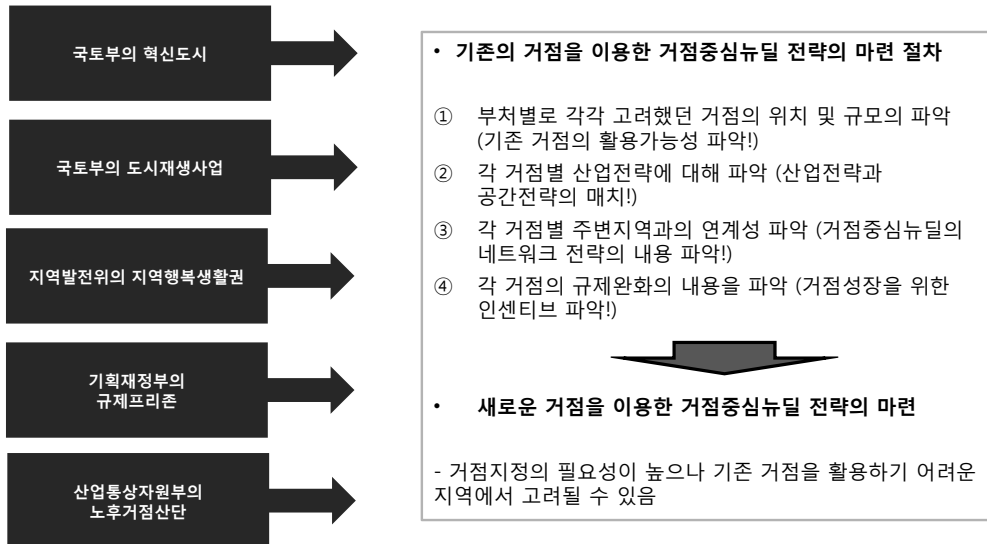 국토부의 혁신도시
국토부의 도시재생사업
지역발전위의 지역행복생활권
기획재정부의
규제프리존
산업통상자원부의
노후거점산단
• 기존의 거점을 이용한 거점중심뉴딜 전략의 마련 절차
① 부처별로 각각 고려했던 거점의 위치 및 규모의 파악
(기존 거점의 활용가능성 파악!)
② 각 거점별 산업전략에 대해 파악 (산업전략과
공간전략의 매치!)
③ 각 거점별 주변지역과의 연계성 파악 (거점중심뉴딜의
네트워크 전략의 내용 파악!)
④ 각 거점의 규제완화의 내용을 파악 (거점성장을 위한
인센티브 파악!)
• 새로운 거점을 이용한 거점중심뉴딜 전략의 마련
- 거점지정의 필요성이 높으나 기존 거점을 활용하기 어려운
지역에서 고려될 수 있음